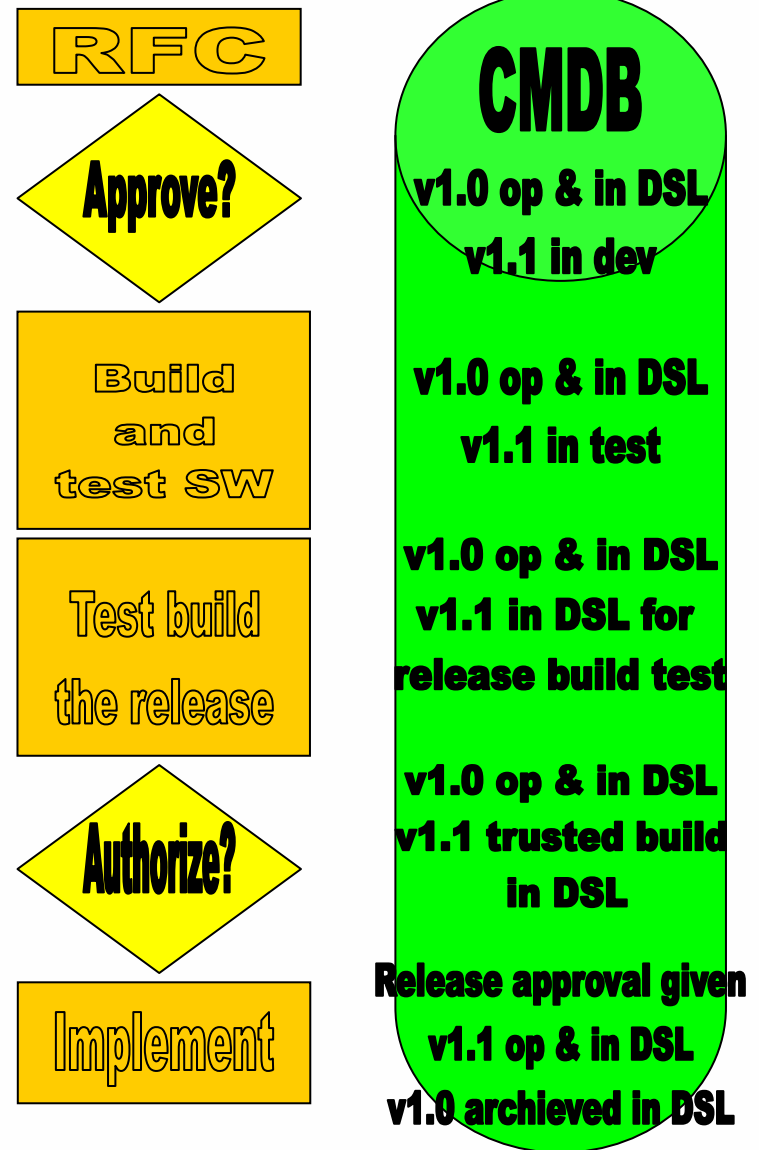 RFC
Approve?
Build
and
test SW
Test build
the release
Authorize?
Implement
CMDB
v1.0 op & in DSL
v1.1 in dev
v1.0 op & in DSL
v1.1 in test
v1.0 op & in DSL
v1.1 in DSL for
release build test
v1.0 op & in DSL
v1.1 trusted build
in DSL
Release approval given
v1.1 op & in DSL
v1.0 archieved in DSL